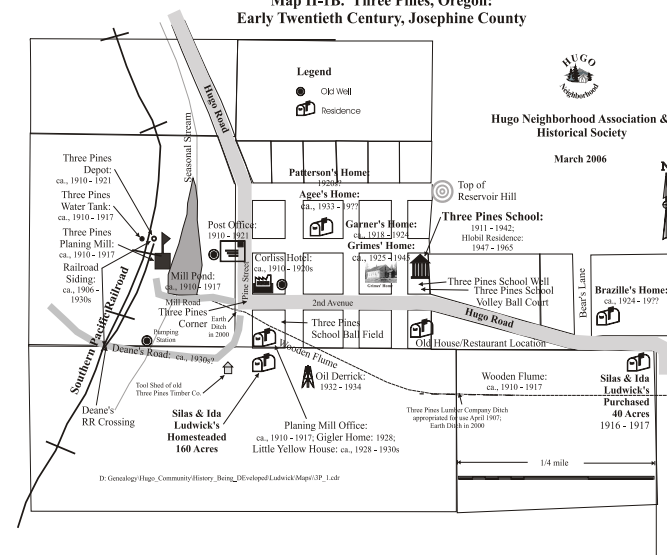 Map II-1B. Three Pines, Oregon:
Early Twentieth Century, Josephine County
Legend
Old Well
Residence
HUGO
Neighborhood
Hugo Neighborhood Association &
Historical Society
March 2006
N
Hugo Road
Seasonal Stream
Three Pines
Depot:
ca., 1910 - 1921
Three Pines
Water Tank:
ca., 1910 - 1917
Three Pines
Planing Mill:
ca., 1910 - 1917
Railroad
Siding:
ca., 1906 -
1930s
Southern Pacific Railroad
Post Office:
1910 - 1921
Mill Pond:
ca., 1910 - 1917
Pine Street
Corliss Hotel:
ca., 1910 - 1920s
Patterson's Home:
1920s?
Agee's Home:
ca., 1933 - 19??
Garner's Home:
ca., 1918 - 1924
Grimes' Home:
ca., 1925 - 1945
Grimes' Home
Top of
Reservoir Hill
Three Pines School:
1911 - 1942;
Hlobil Residence:
1947 - 1965
Three Pines School Well
Three Pines School
Volley Ball Court
Bear's Lane
Brazille's Home:
ca., 1924 - 19??
Mill Road
Three Pines
Corner
Earth
Ditch
in 2000
2nd Avenue
Hugo Road
Pumping
Station
Three Pines
School Ball Field
Old House/Restaurant Location
Deane's Road: ca., 1930s?
Wooden Flume
Tool Shed of old
Three Pines Timber Co.
Oil Derrick:
1932 - 1934
Wooden Flume:
ca., 1910 - 1917
Silas & Ida
Ludwick's
Purchased
40 Acres
1916 - 1917
Deane's
RR Crossing
Silas & Ida
Ludwick's
Homesteaded
160 Acres
Planing Mill Office:
ca., 1910 - 1917; Gigler Home: 1928;
Little Yellow House: ca., 1928 - 1930s
Three Pines Lumber Company Ditch
appropriated for use April 1907;
Earth Ditch in 2000
1/4 mile
D: Genealogy\Hugo_Community\History_Being_DEveloped\Ludwick\Maps\\3P_1.cdr